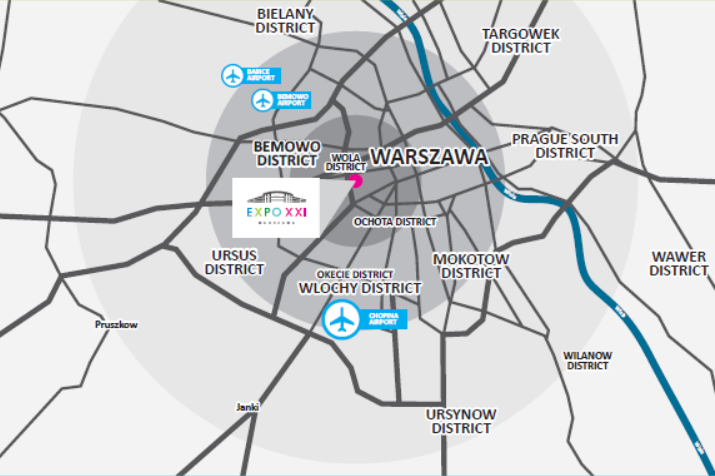 BIELANY
DISTRICT
TARGOWEK
DISTRICT
BABICE
AIRPORT
BEMOWO
AIRPORT
BEMOWO
DISTRICT
WOLA
DISTRICT
WARSZAWA
PRAGUE SOUTH
DISTRICT
EXPO XXI
WARSZAWA
OCHOTA DISTRICT
URSUS
DISTRICT
OKECIE DISTRICT
WLOCHY DISTRICT
MOKOTOW
DISTRICT
WAWER
DISTRICT
CHOPINA
AIRPORT
Pruszkow
WILANOW
DISTRICT
Janki
URSYNOW
DISTRICT